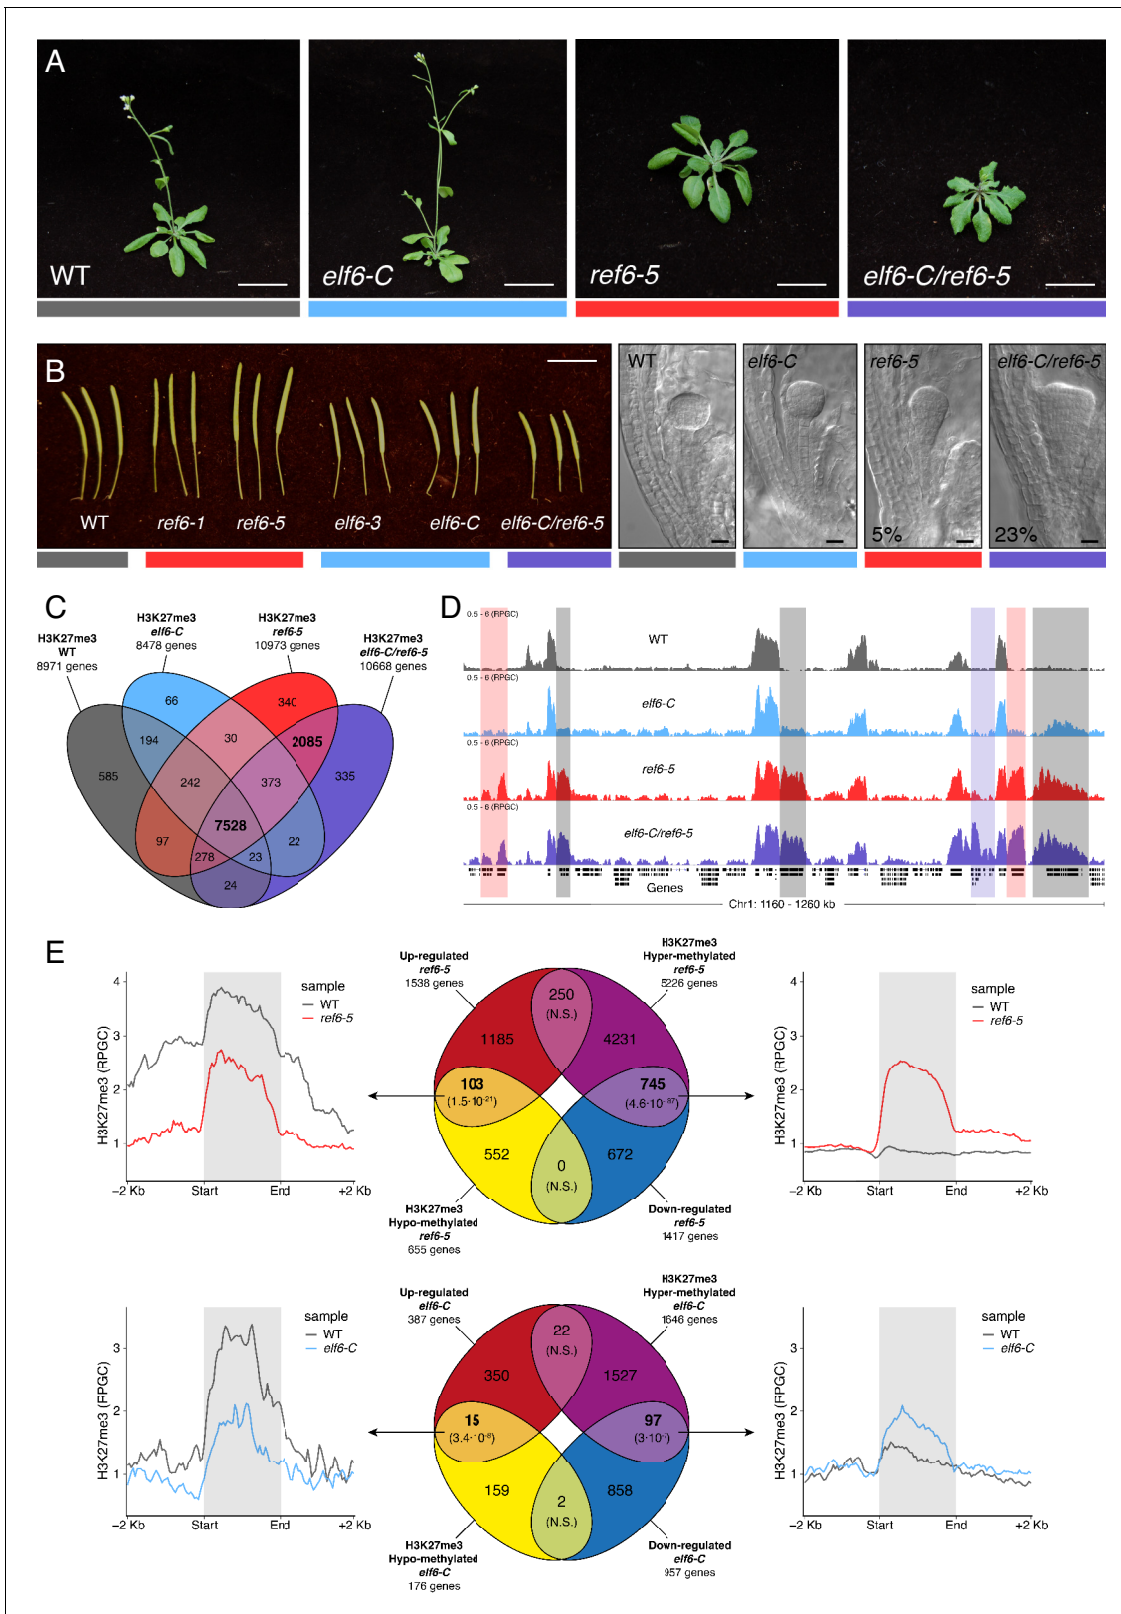 A
WT
elf6-C
ref6-5
elf6-C/ref6-5
B
WT
ref6-1
ref6-5
elf6-3
elf6-C
elf6-C/ref6-5
WT
elf6-C
ref6-5
elf6-C/ref6-5
5%
23%
C
H3K27me3
WT
8971 genes
H3K27me3
elf6-C
8478 genes
H3K27me3
ref6-5
10973 genes
H3K27me3
elf6-C/ref6-5
10668 genes
66
340
194
30
2085
585
242
373
335
7528
97
278
23
22
24
D
0.5 - 6 (RPGC)
WT
0.5 - 6 (RPGC)
elf6-C
0.5 - 6 (RPGC)
ref6-5
0.5 - 6 (RPGC)
elf6-C/ref6-5
Genes
Chr1: 1160 - 1260 kb
E
H3K27me3 (RPGC)
4
3
2
1
sample
WT
ref6-5
−2 Kb
Start
End
+2 Kb
Up-regulated
ref6-5
1538 genes
H3K27me3
Hyper-methylated
ref6-5
5226 genes
250
(N.S.)
1185
4231
103
(1.5·10-21)
745
(4.6·10-87)
552
0
(N.S.)
672
H3K27me3
Hypo-methylated
ref6-5
655 genes
Down-regulated
ref6-5
1417 genes
H3K27me3 (RPGC)
4
3
2
1
sample
WT
ref6-5
−2 Kb
Start
End
+2 Kb
H3K27me3 (RPGC)
3
2
1
sample
WT
elf6-C
−2 Kb
Start
End
+2 Kb
Up-regulated
elf6-C
387 genes
H3K27me3
Hyper-methylated
elf6-C
1646 genes
22
(N.S.)
350
1527
15
(3.4·10-8)
97
159
2
(N.S.)
858
H3K27me3
Hypo-methylated
elf6-C
176 genes
Down-regulated
elf6-C
957 genes
H3K27me3 (RPGC)
3
2
1
sample
WT
elf6-C
−2 Kb
Start
End
+2 Kb